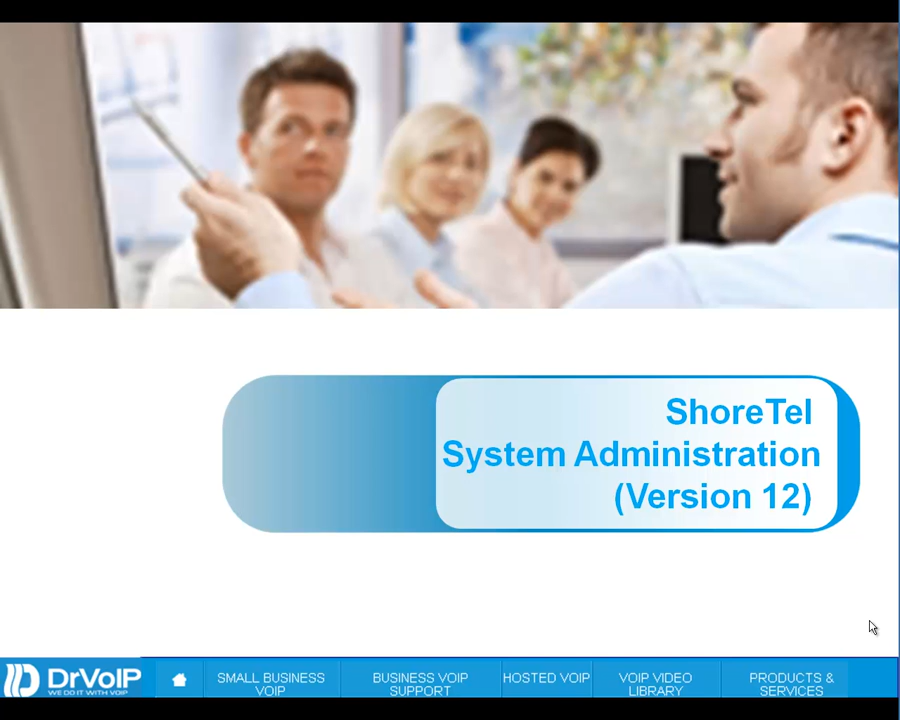 ShoreTel
System Administration
(Version 12)
DrVoIP
WE DO IT WITH VOIP
SMALL BUSINESS
VOIP
BUSINESS VOIP
SUPPORT
HOSTED VOIP
VOIP VIDEO
LIBRARY
PRODUCTS &
SERVICES